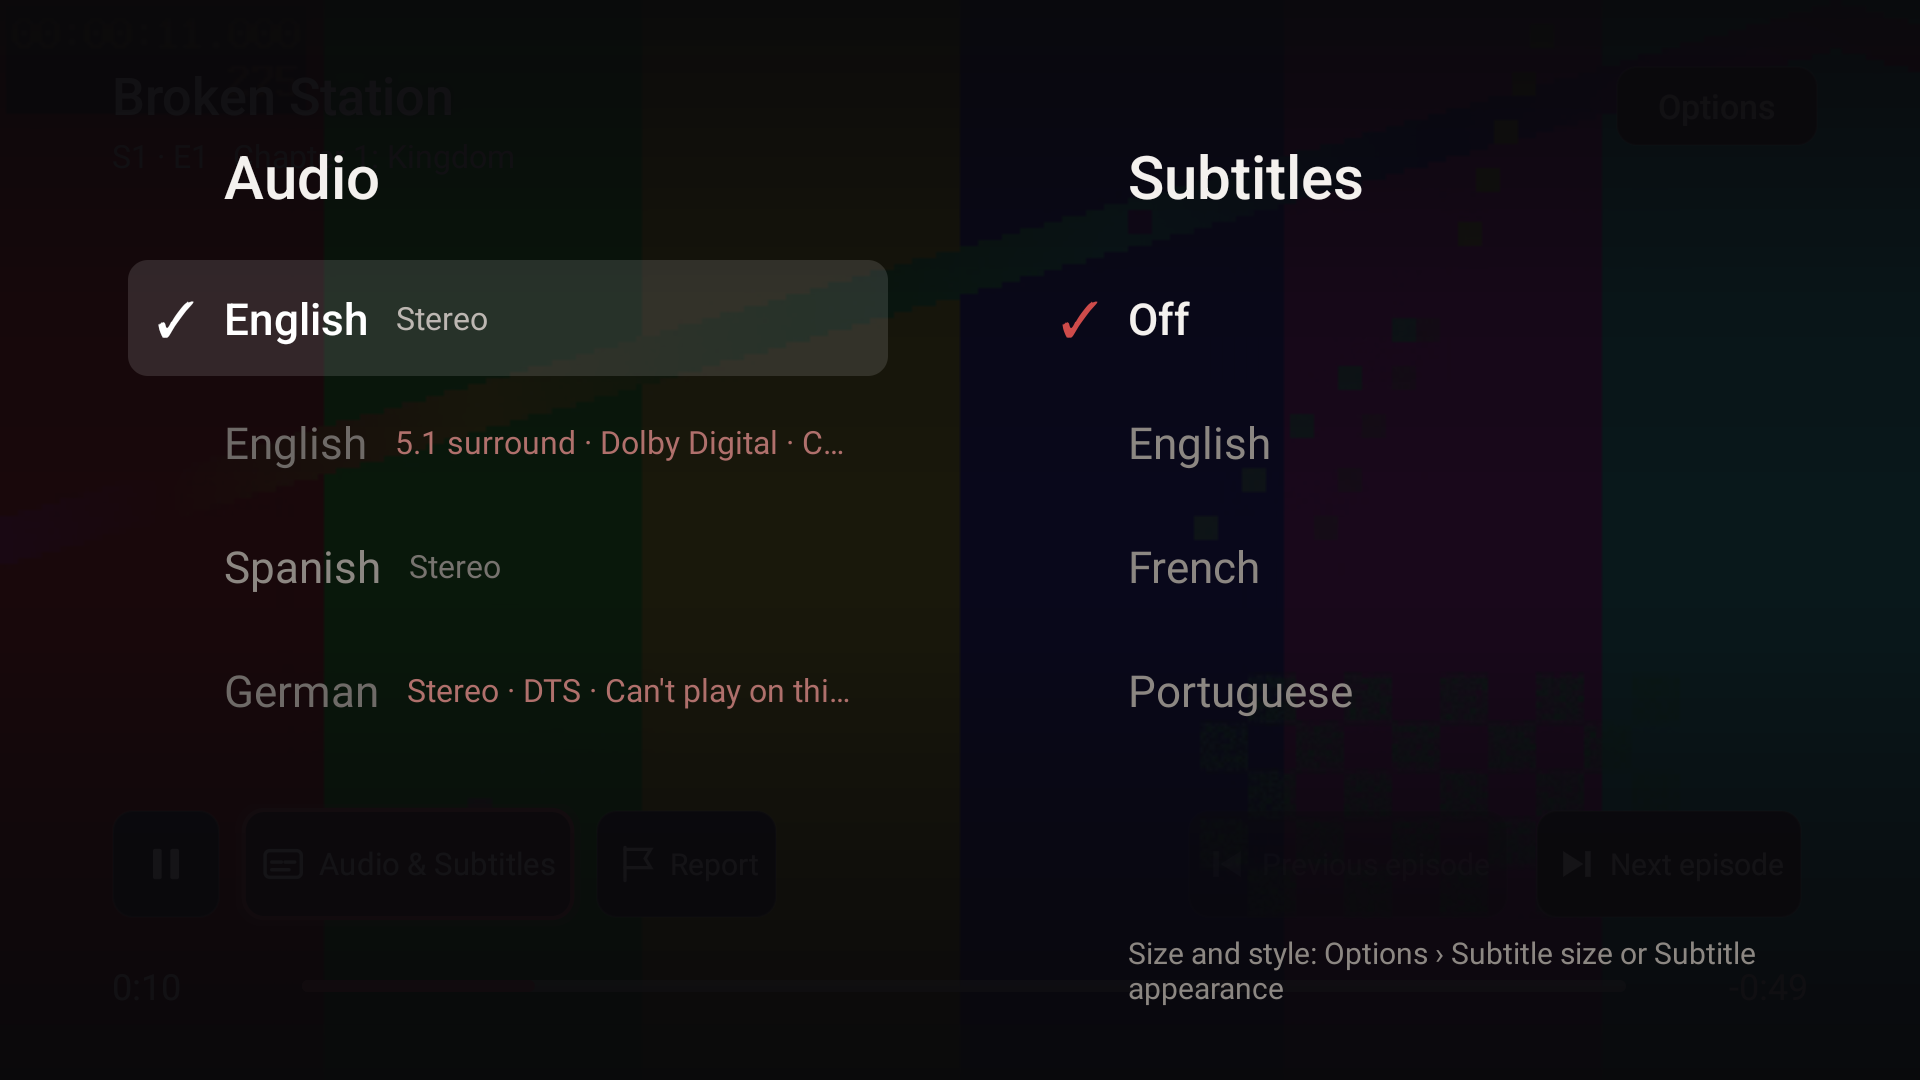 Broken Station
Options
S1 · E1
Kingdom
Audio
Subtitles
✓ English Stereo
✓ Off
English 5.1 surround · Dolby Digital · C...
English
Spanish Stereo
French
German Stereo · DTS · Can't play on thi...
Portuguese
Audio & Subtitles
Report
Previous episode
Next episode
Size and style: Options › Subtitle size or Subtitle
appearance
0:10
-0:49